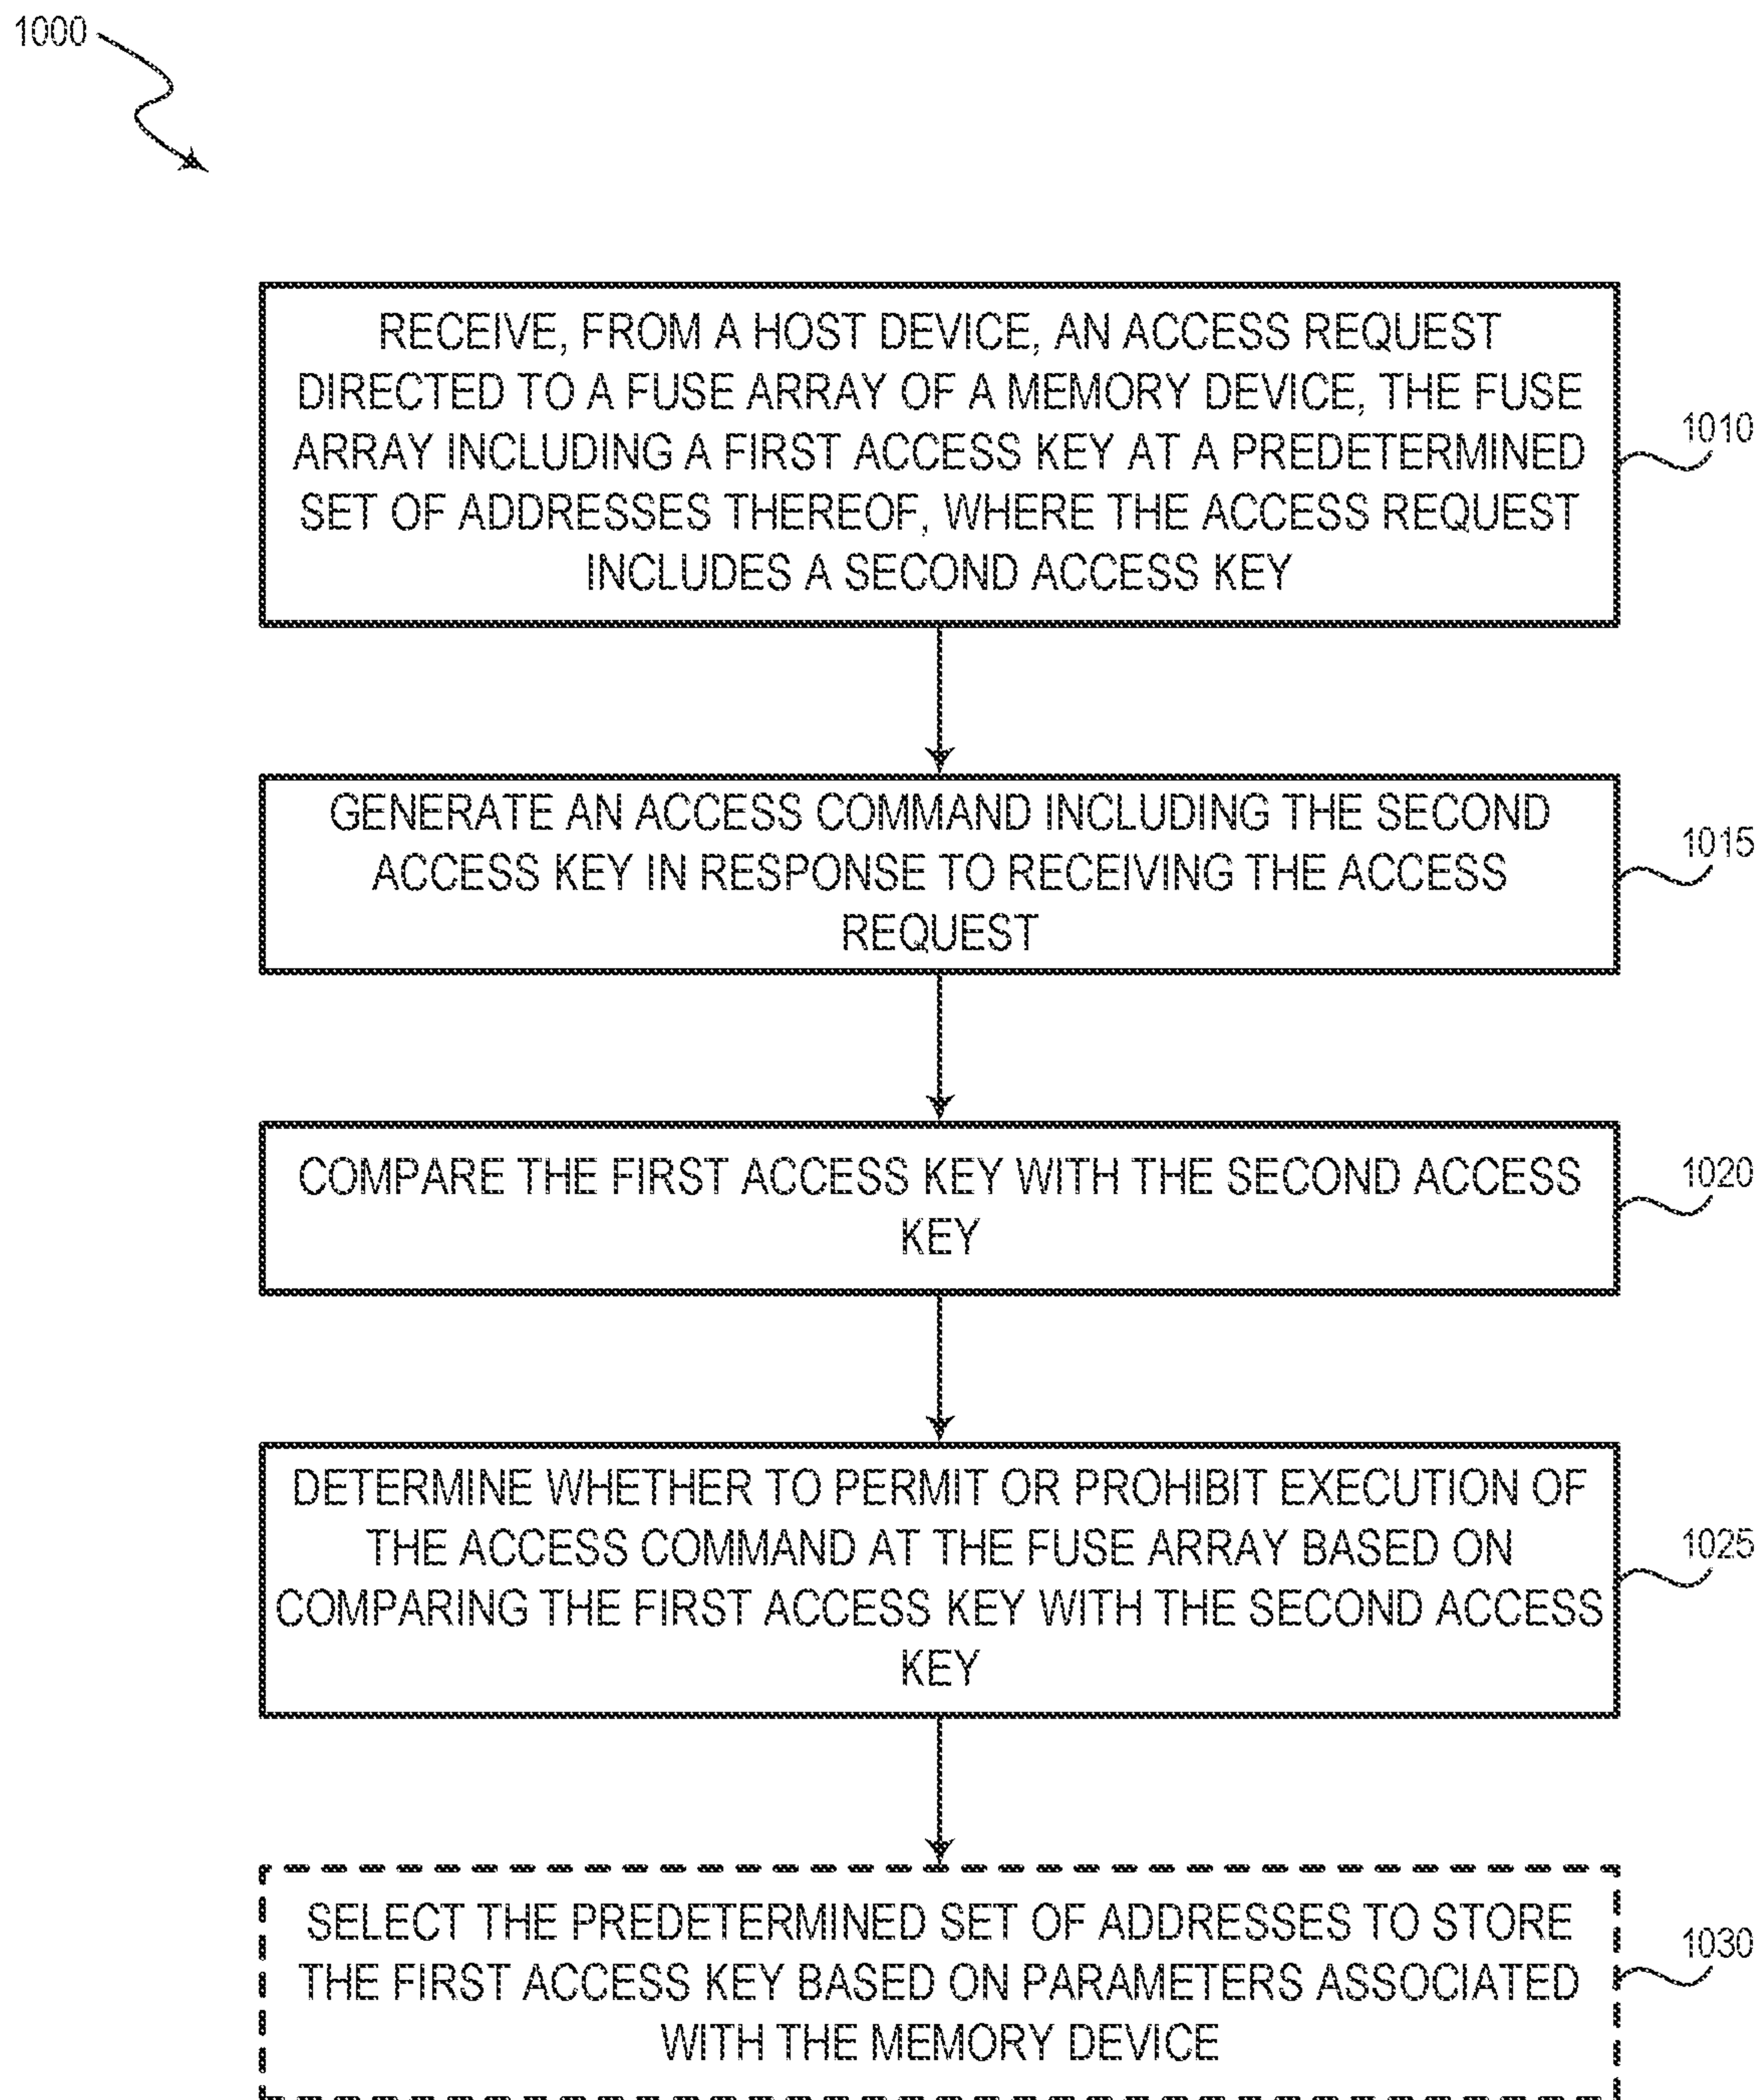 1000
RECEIVE, FROM A HOST DEVICE, AN ACCESS REQUEST
DIRECTED TO A FUSE ARRAY OF A MEMORY DEVICE, THE FUSE
ARRAY INCLUDING A FIRST ACCESS KEY AT A PREDETERMINED
SET OF ADDRESSES THEREOF, WHERE THE ACCESS REQUEST
INCLUDES A SECOND ACCESS KEY
1010
GENERATE AN ACCESS COMMAND INCLUDING THE SECOND
ACCESS KEY IN RESPONSE TO RECEIVING THE ACCESS
REQUEST
1015
COMPARE THE FIRST ACCESS KEY WITH THE SECOND ACCESS
KEY
1020
DETERMINE WHETHER TO PERMIT OR PROHIBIT EXECUTION OF
THE ACCESS COMMAND AT THE FUSE ARRAY BASED ON
COMPARING THE FIRST ACCESS KEY WITH THE SECOND ACCESS
KEY
1025
SELECT THE PREDETERMINED SET OF ADDRESSES TO STORE
THE FIRST ACCESS KEY BASED ON PARAMETERS ASSOCIATED
WITH THE MEMORY DEVICE
1030